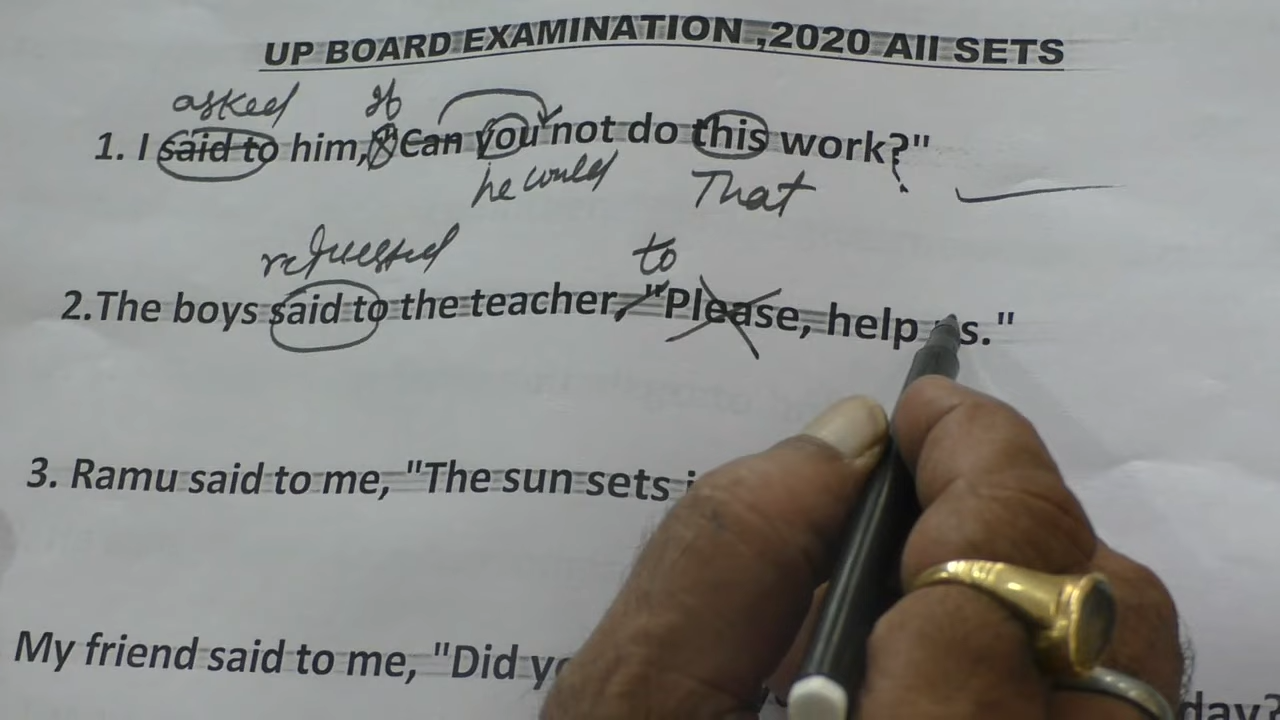 UP BOARD EXAMINATION ,2020 All SETS
asked If
1. I said to him, "Can you not do this work?"
he would That
requested to
2.The boys said to the teacher, "Please, help us."
3. Ramu said to me, "The sun sets
My friend said to me, "Did
day?